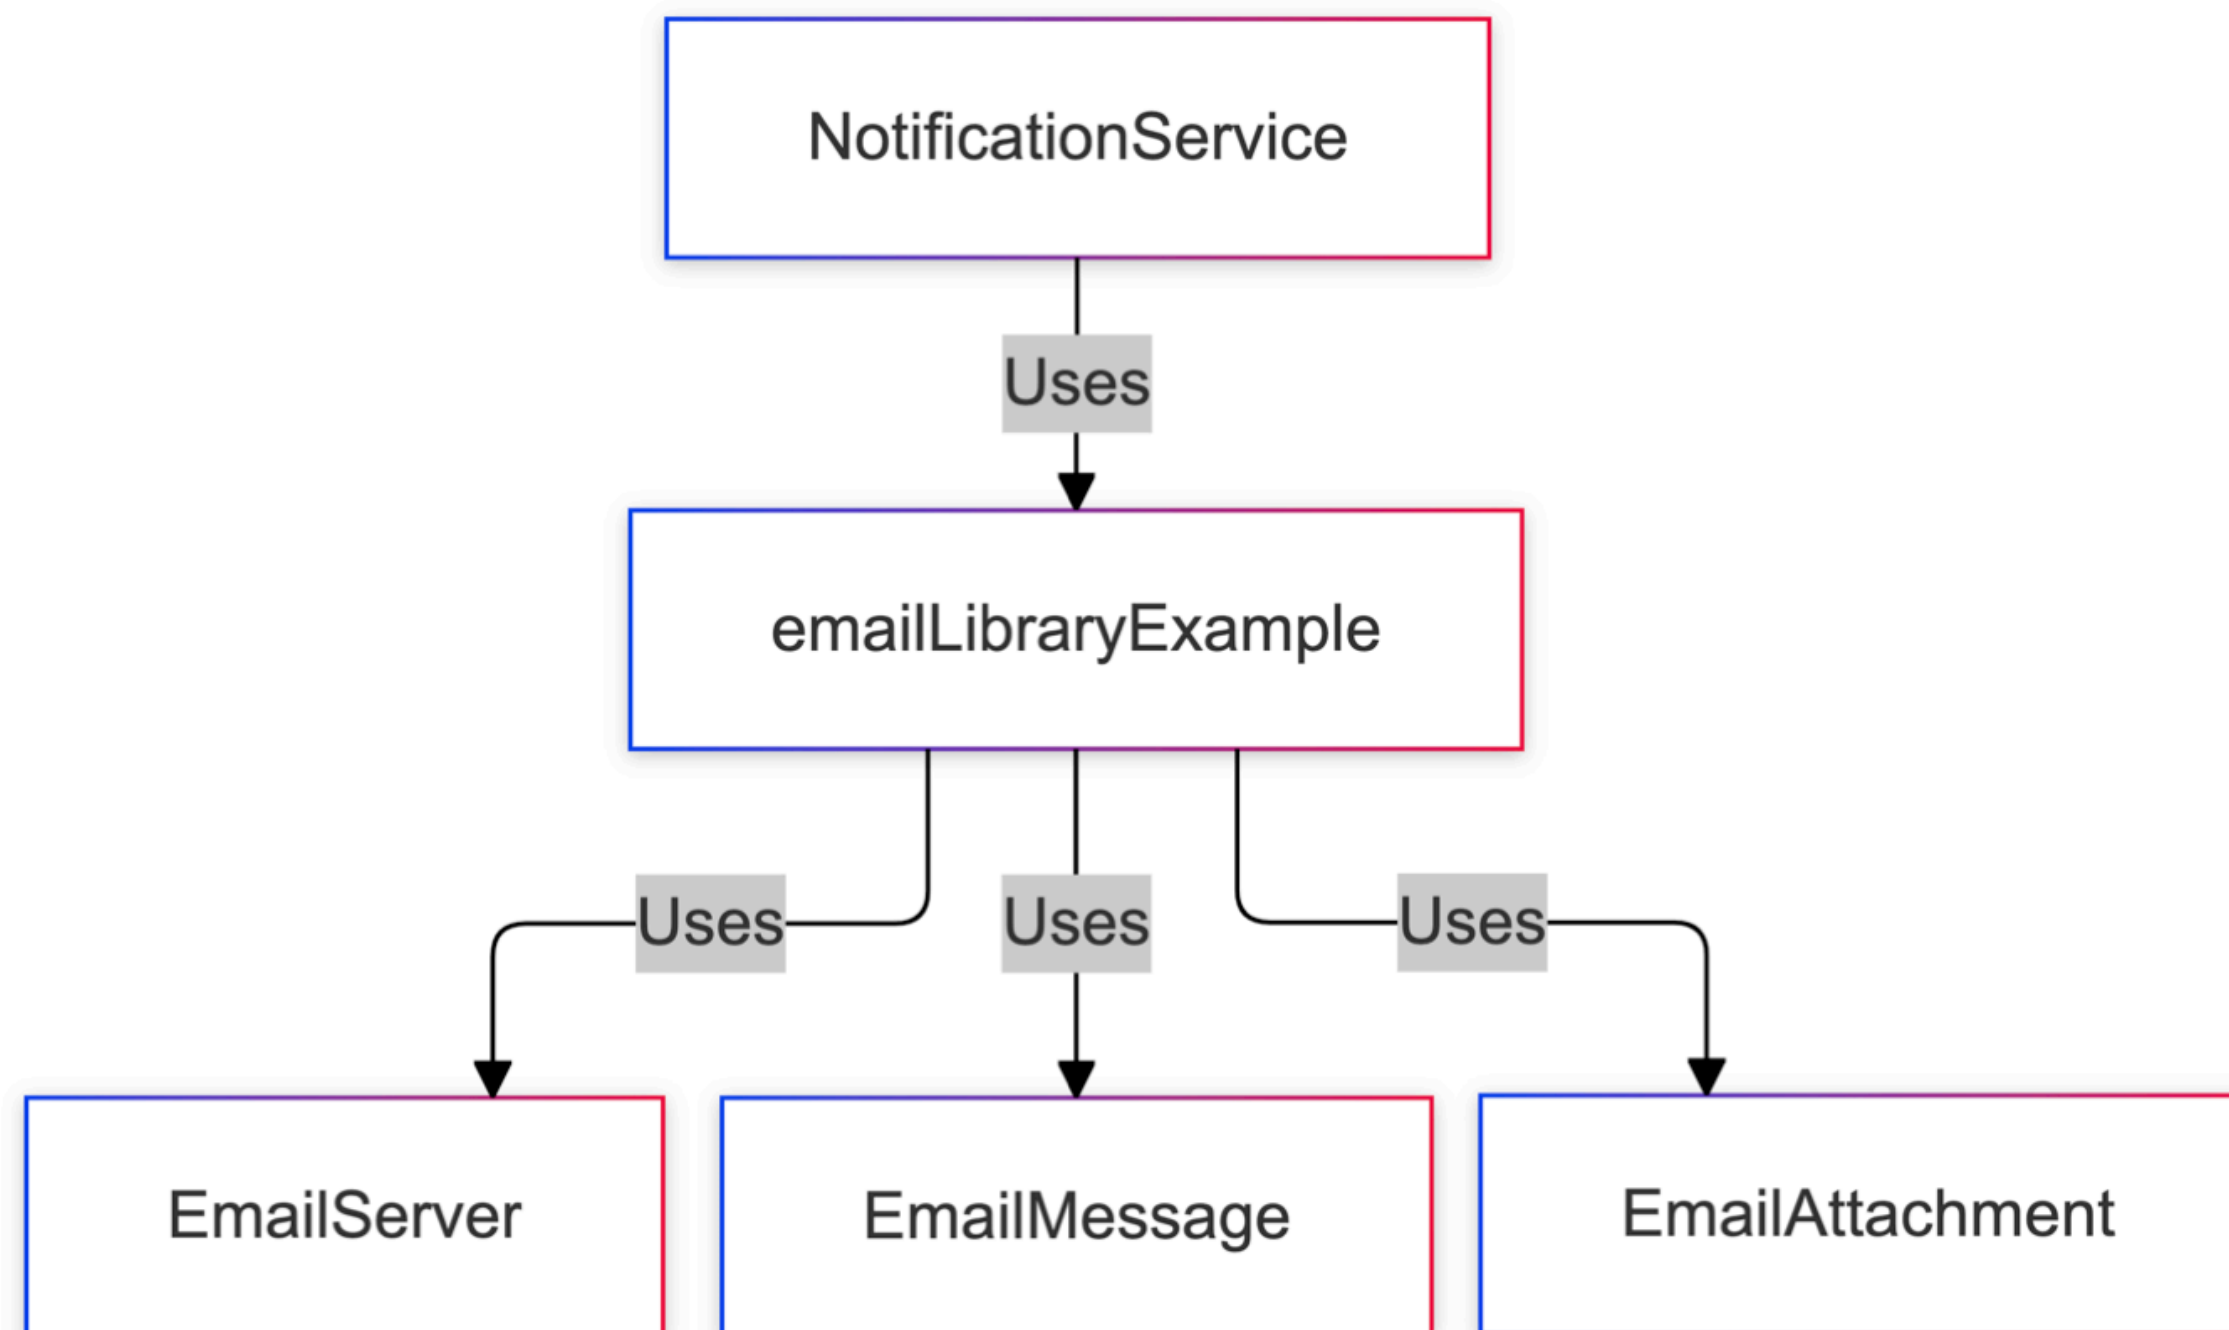 NotificationService
Uses
emailLibraryExample
Uses
Uses
Uses
EmailServer
EmailMessage
EmailAttachment